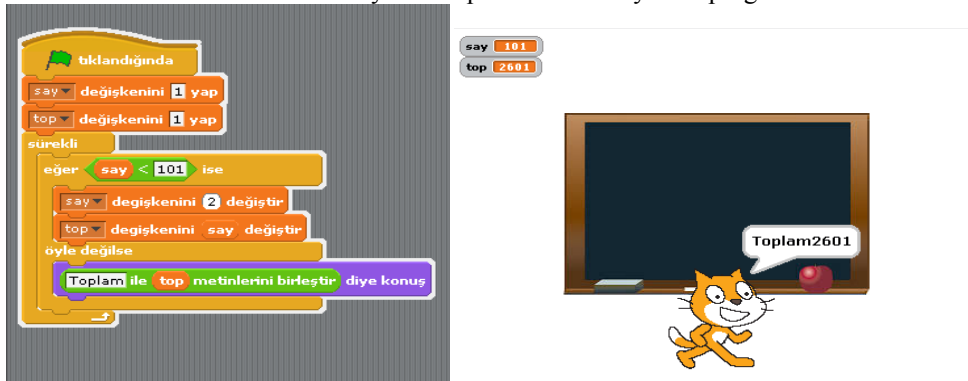 tıklandığında
say değişkenini 1 yap
top değişkenini 1 yap
sürekli
eğer say < 101 ise
say degişkenini 2 değiştir
top degişkenini say değiştir
öyle değilse
Toplam ile top metinlerini birleştir diye konuş
say 101
top 2601
Toplam2601